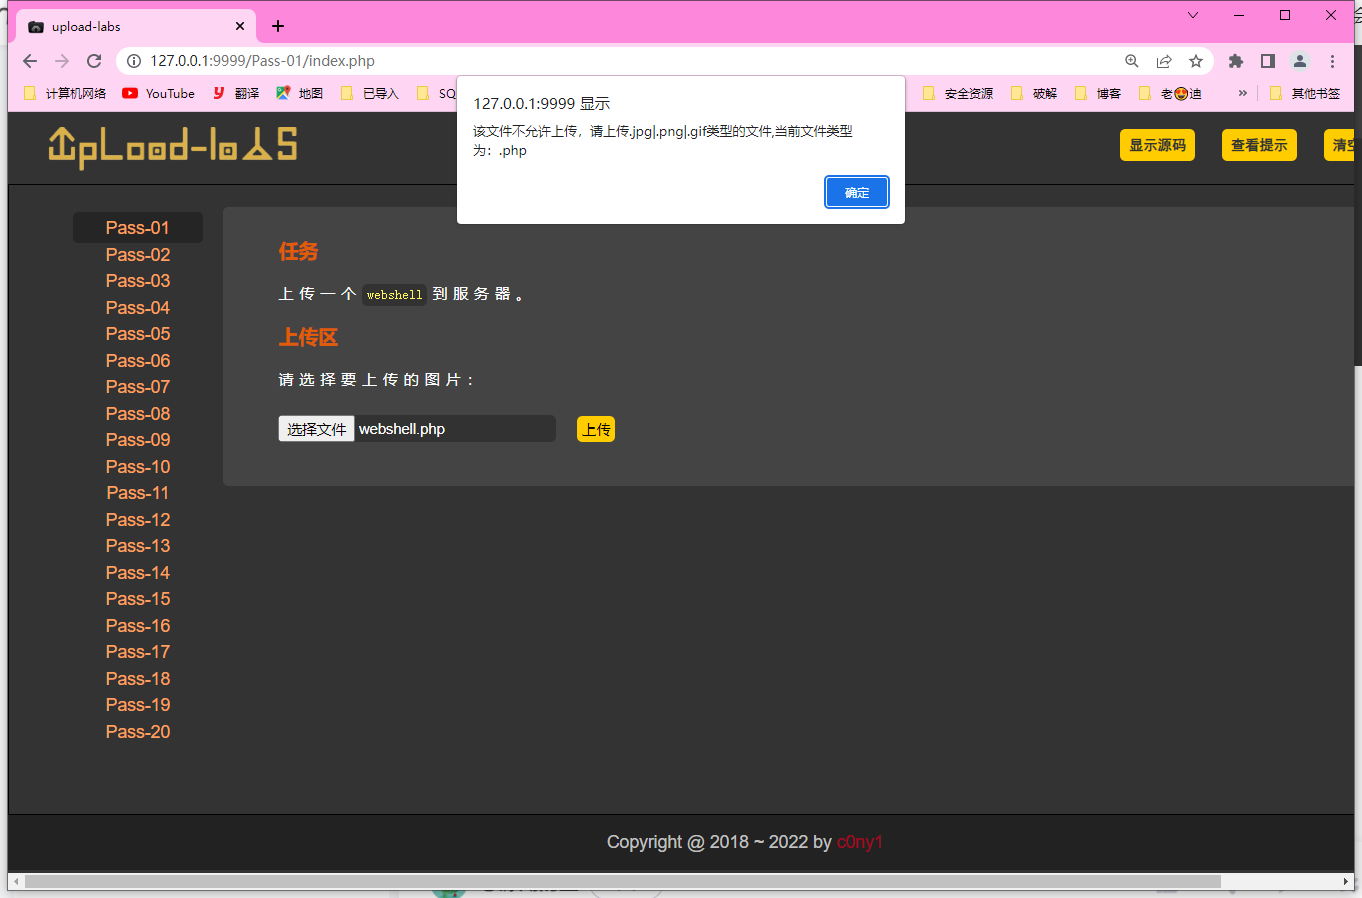 upload-labs
127.0.0.1:9999/Pass-01/index.php
计算机网络 YouTube 翻译 地图 已导入 SQ 安全资源 破解 博客 老😍迪 » 其他书签
127.0.0.1:9999 显示
该文件不允许上传，请上传.jpg|.png|.gif类型的文件,当前文件类型
为：.php
确定
UpLoad-labs
显示源码 查看提示 清空
Pass-01
Pass-02
Pass-03
Pass-04
Pass-05
Pass-06
Pass-07
Pass-08
Pass-09
Pass-10
Pass-11
Pass-12
Pass-13
Pass-14
Pass-15
Pass-16
Pass-17
Pass-18
Pass-19
Pass-20
任务
上传一个 webshell 到服务器。
上传区
请选择要上传的图片：
选择文件 webshell.php 上传
Copyright @ 2018 ~ 2022 by c0ny1